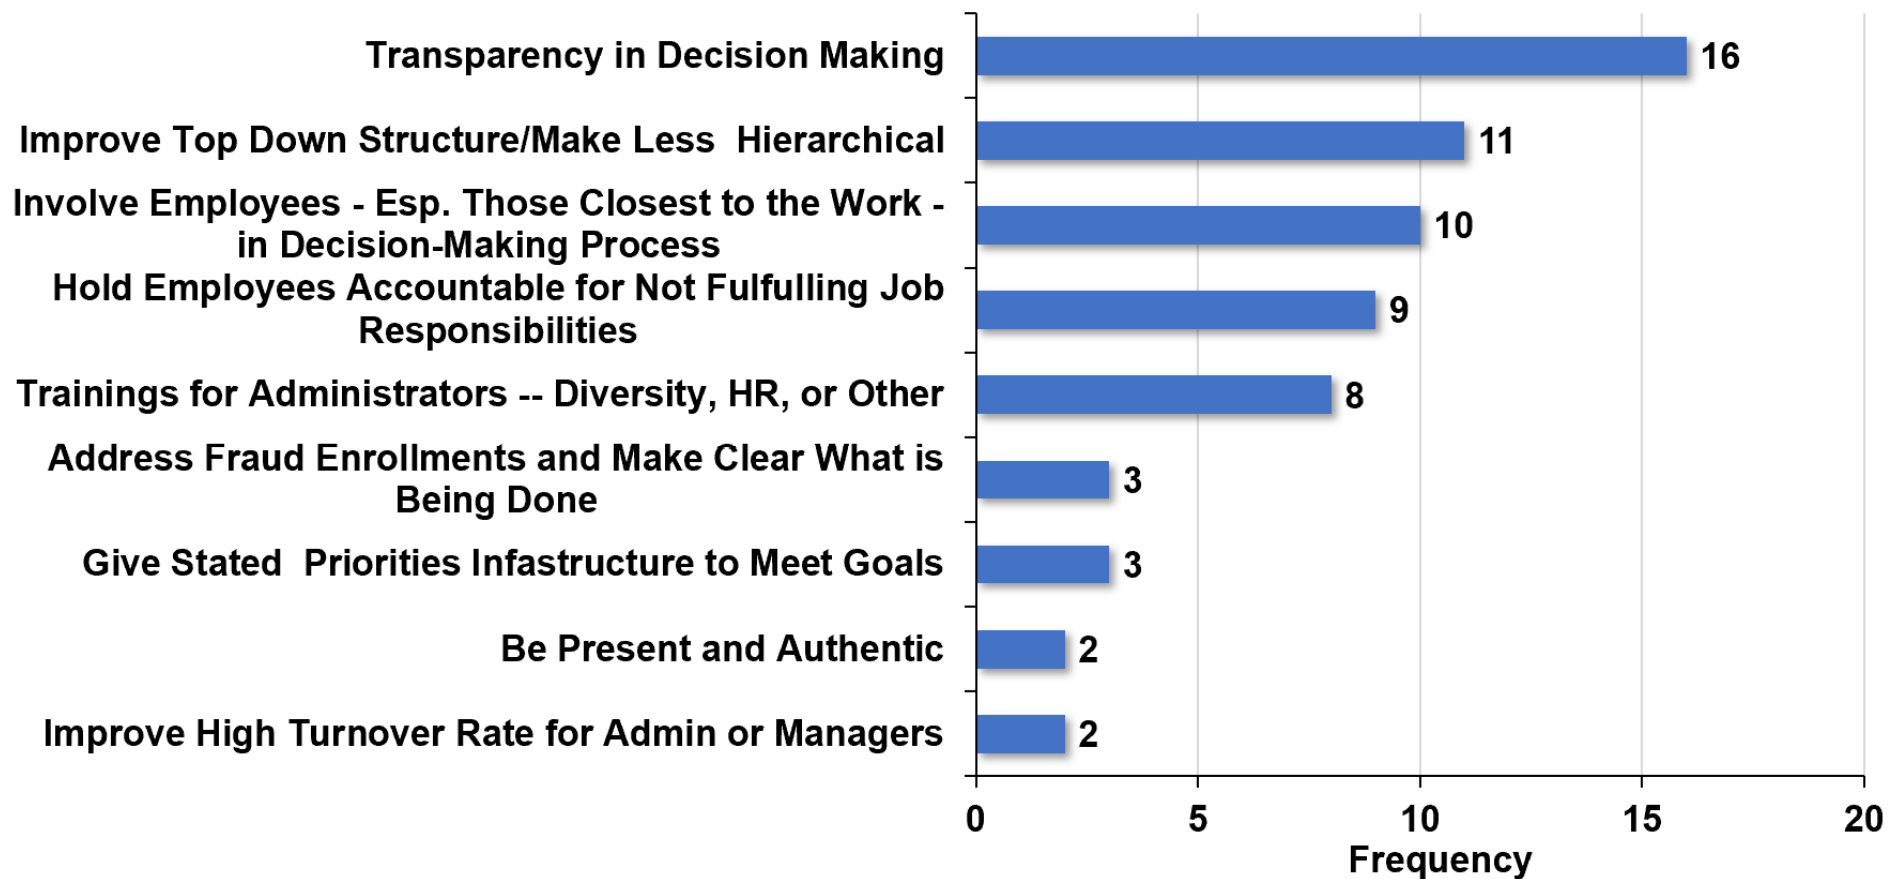 Transparency in Decision Making
16
Improve Top Down Structure/Make Less  Hierarchical
11
Involve Employees - Esp. Those Closest to the Work -
in Decision-Making Process
10
Hold Employees Accountable for Not Fulfulling Job
Responsibilities
9
Trainings for Administrators -- Diversity, HR, or Other
8
Address Fraud Enrollments and Make Clear What is
Being Done
3
Give Stated  Priorities Infastructure to Meet Goals
3
Be Present and Authentic
2
Improve High Turnover Rate for Admin or Managers
2
0 5 10 15 20
Frequency